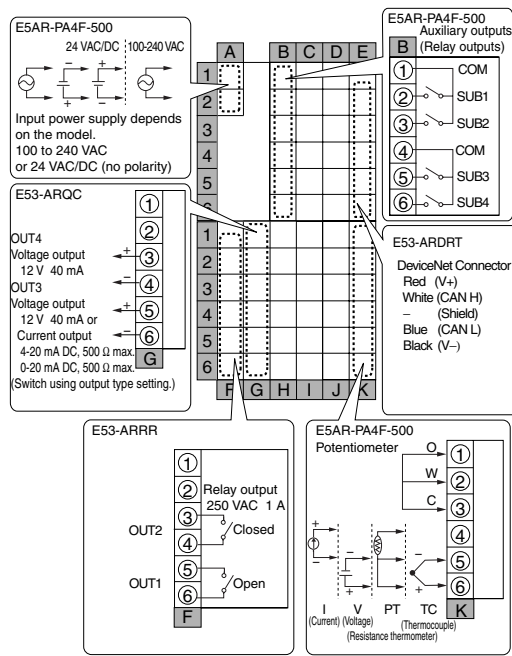 E5AR-PA4F-500
24 VAC/DC 100-240 VAC
+ − + −
− + − +
Input power supply depends
on the model.
100 to 240 VAC
or 24 VAC/DC (no polarity)
A B C D E
1
2
3
4
5
6
1
2
3
4
5
6
F G H I J K
E5AR-PA4F-500
Auxiliary outputs
(Relay outputs)
B
1 COM
2 SUB1
3 SUB2
4 COM
5 SUB3
6 SUB4
E53-ARQC
1
2
3
4
5
6
G
OUT4
Voltage output
12 V 40 mA
+
−
OUT3
Voltage output
12 V 40 mA or
Current output
+
−
4-20 mA DC, 500 Ω max.
0-20 mA DC, 500 Ω max.
(Switch using output type setting.)
E53-ARDRT
DeviceNet Connector
Red (V+)
White (CAN H)
– (Shield)
Blue (CAN L)
Black (V–)
E53-ARRR
1
2
3
4
5
6
F
Relay output
250 VAC 1 A
OUT2
Closed
OUT1
Open
E5AR-PA4F-500
Potentiometer
O
W
C
1
2
3
4
5
6
K
+ − − −
− + +
I V PT TC
(Current) (Voltage) (Thermocouple)
(Resistance thermometer)